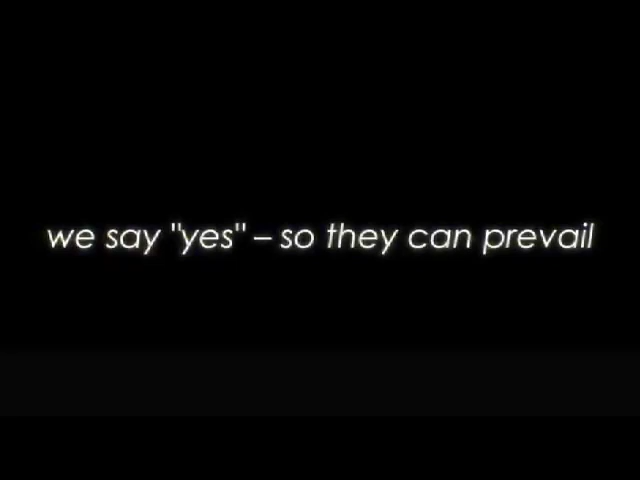 we say "yes" – so they can prevail